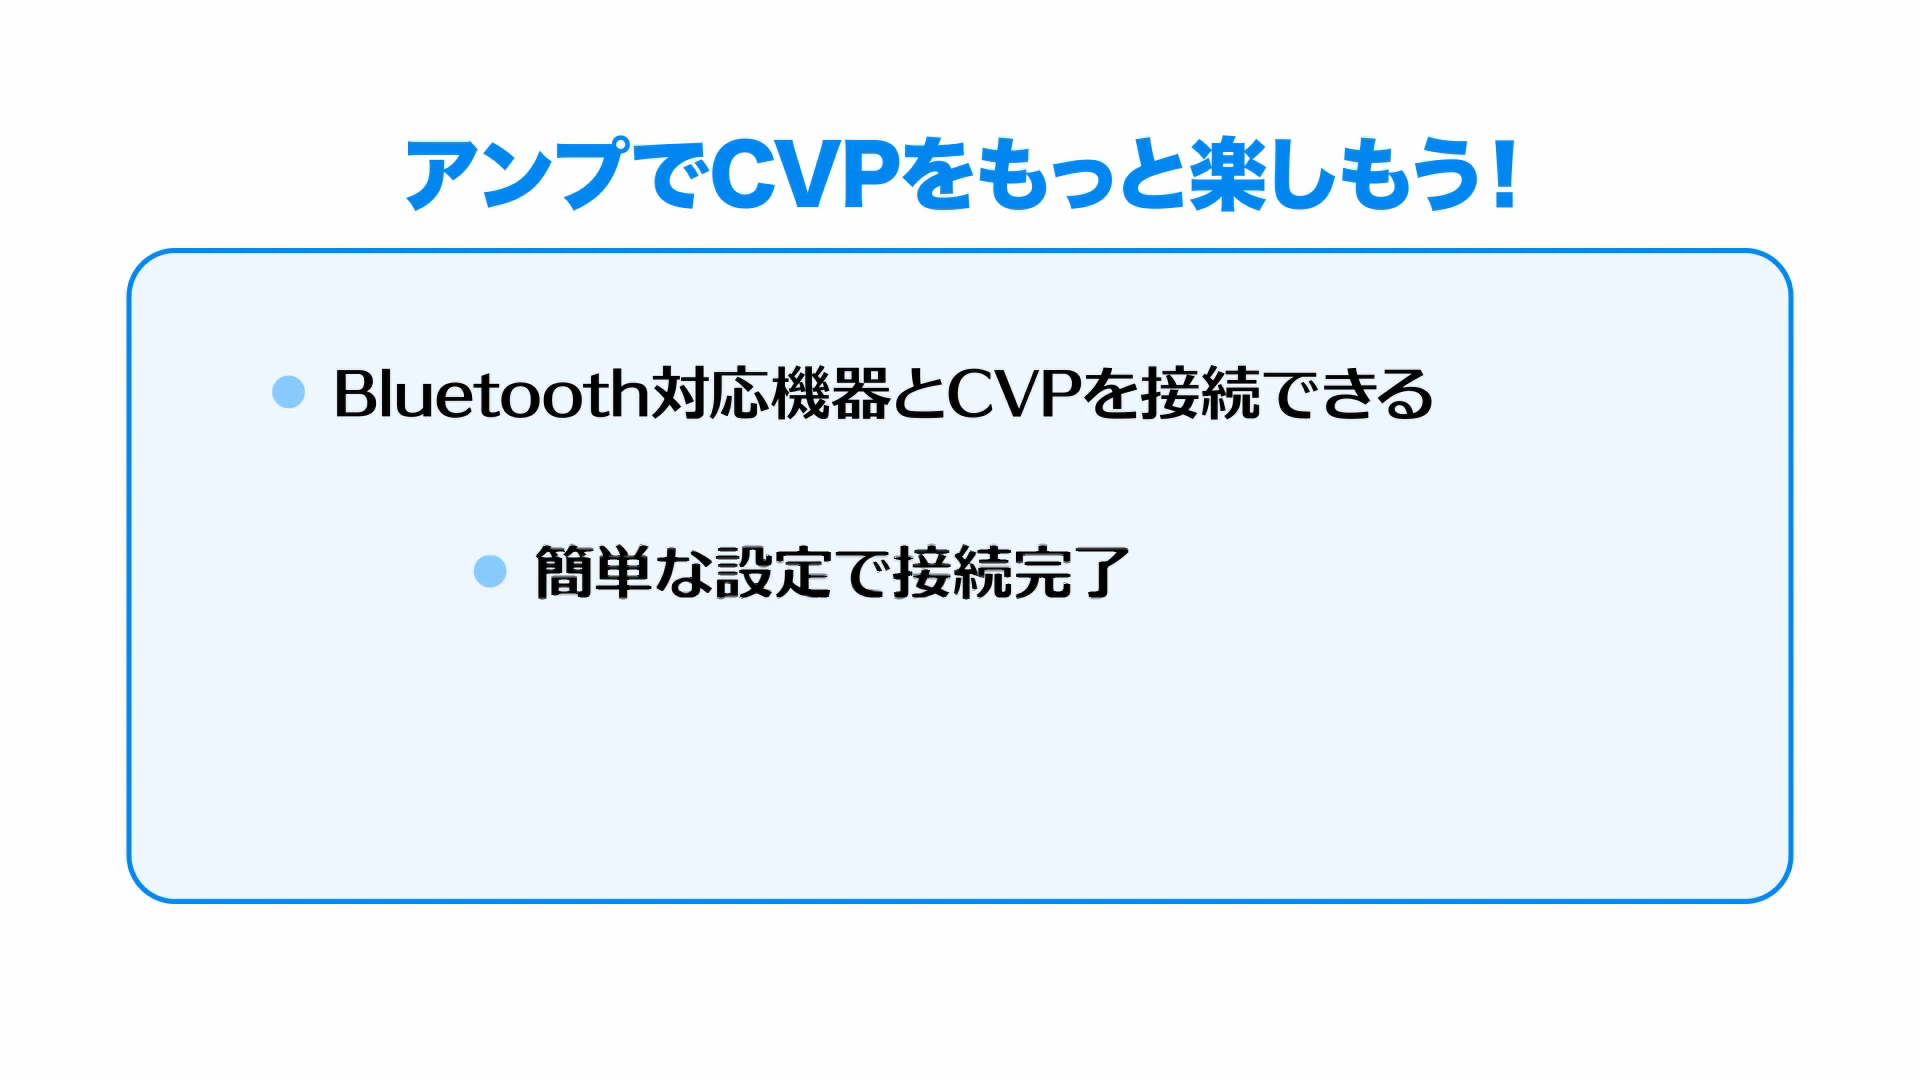 アンプでCVPをもっと楽しもう！
Bluetooth対応機器とCVPを接続できる
簡単な設定で接続完了